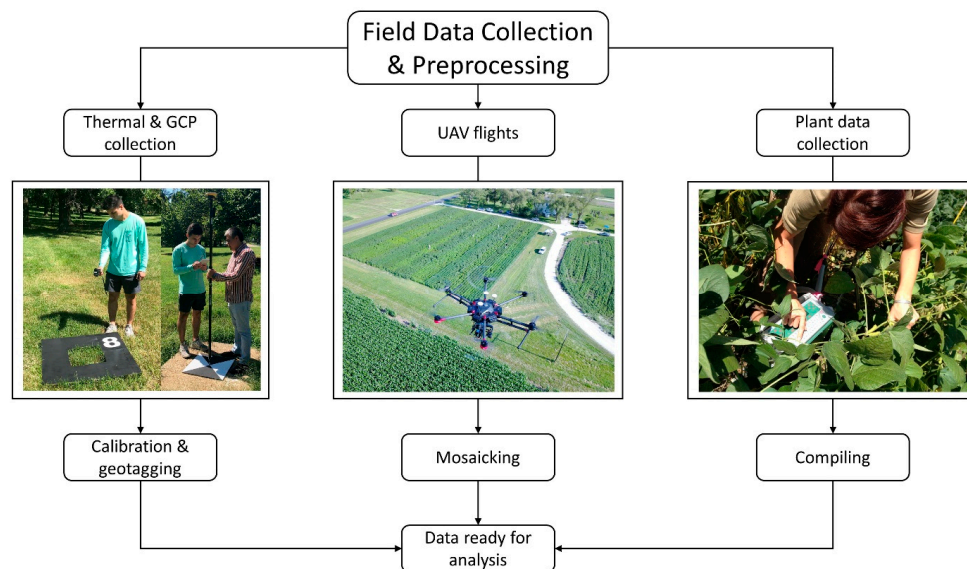 Field Data Collection
& Preprocessing
Thermal & GCP
collection
UAV flights
Plant data
collection
8
Calibration &
geotagging
Mosaicking
Compiling
Data ready for
analysis